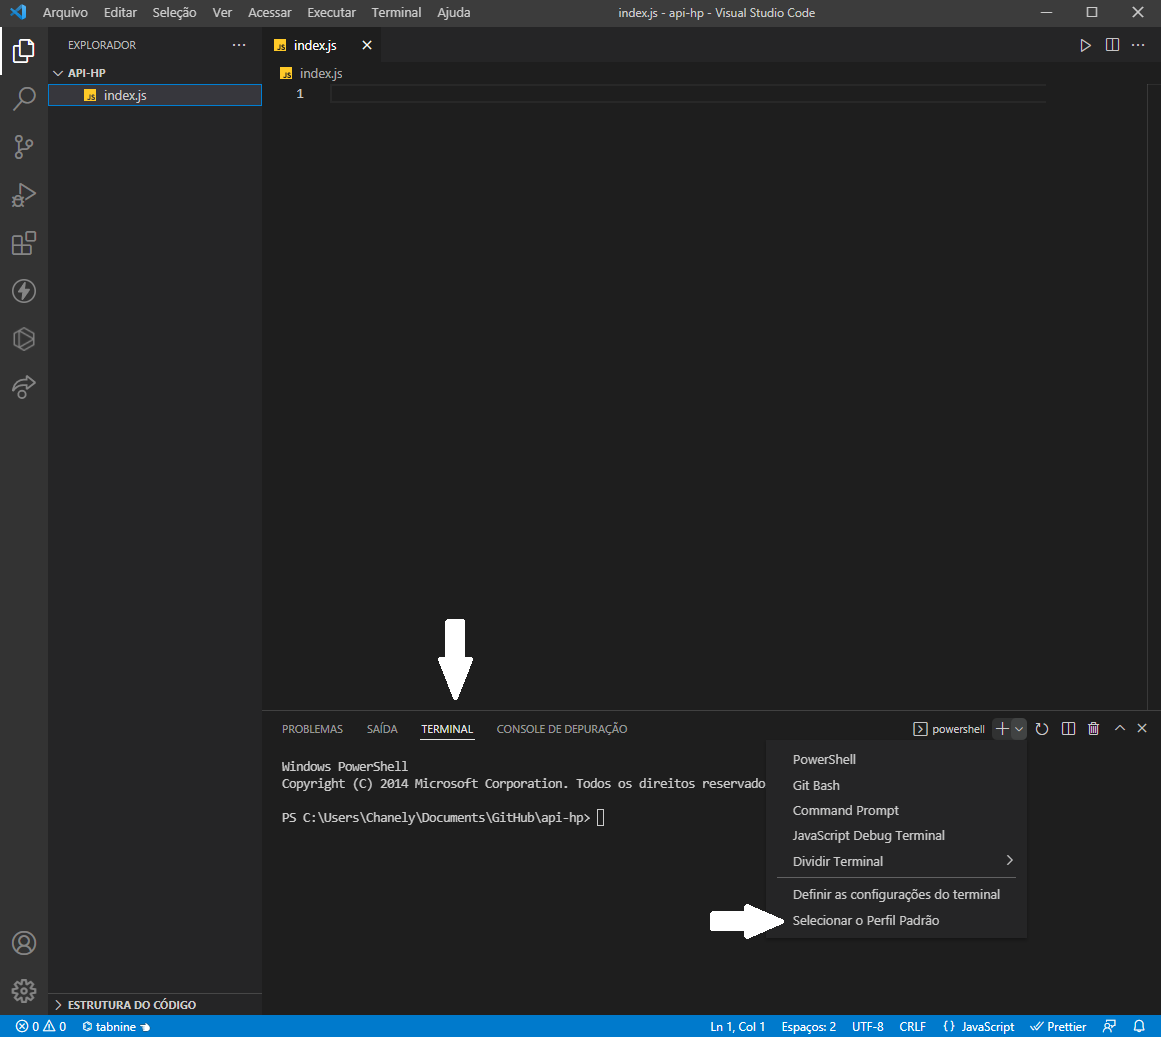 Arquivo Editar Seleção Ver Acessar Executar Terminal Ajuda index.js - api-hp - Visual Studio Code
EXPLORADOR
API-HP
JS index.js
JS index.js
JS index.js
1
PROBLEMAS SAÍDA TERMINAL CONSOLE DE DEPURAÇÃO powershell
Windows PowerShell
Copyright (C) 2014 Microsoft Corporation. Todos os direitos reservado
PS C:\Users\Chanely\Documents\GitHub\api-hp>
PowerShell
Git Bash
Command Prompt
JavaScript Debug Terminal
Dividir Terminal
Definir as configurações do terminal
Selecionar o Perfil Padrão
ESTRUTURA DO CÓDIGO
0 0 tabnine Ln 1, Col 1 Espaços: 2 UTF-8 CRLF {} JavaScript Prettier